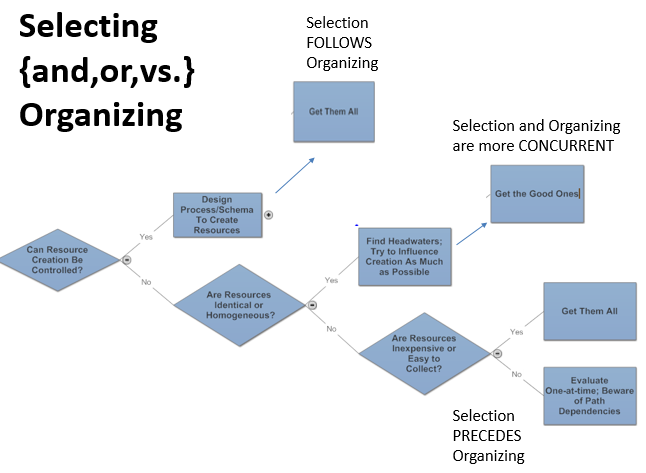 Selecting
{and,or,vs.}
Organizing
Selection
FOLLOWS
Organizing
Get Them All
Selection and Organizing
are more CONCURRENT
Get the Good Ones
Design
Process/Schema
To Create
Resources
Yes
Can Resource
Creation Be
Controlled?
No
Find Headwaters;
Try to Influence
Creation As Much
as Possible
Yes
Are Resources
Identical or
Homogeneous?
No
Get Them All
Yes
Are Resources
Inexpensive or
Easy to
Collect?
No
Evaluate
One-at-time; Beware
of Path
Dependencies
Selection
PRECEDES
Organizing